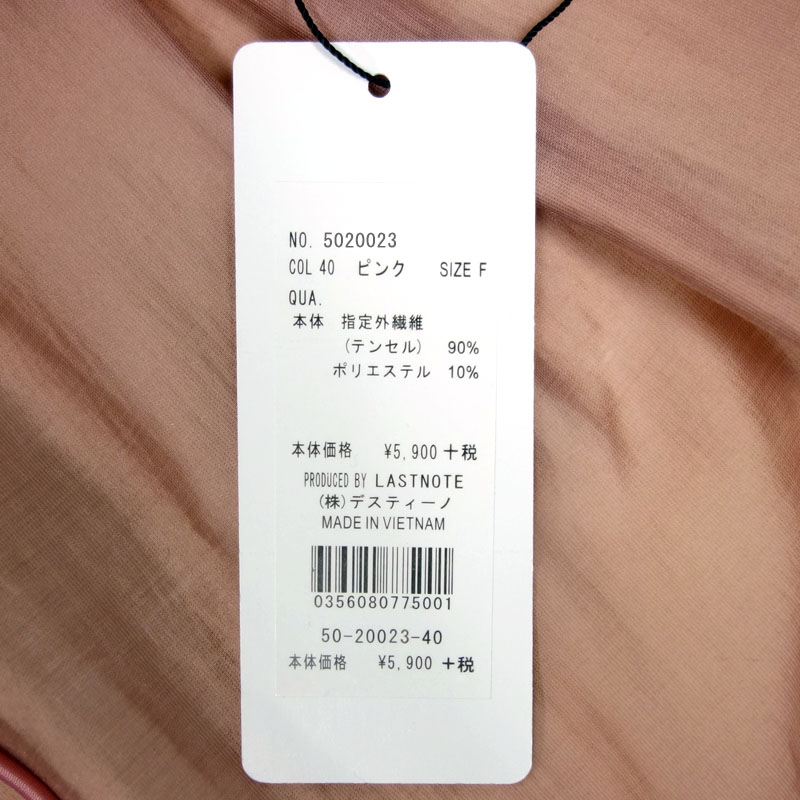 NO. 5020023
COL 40 ピンク SIZE F
QUA.
本体 指定外繊維
(テンセル) 90%
ポリエステル 10%
本体価格 ¥5,900＋税
PRODUCED BY LASTNOTE
(株)デスティーノ
MADE IN VIETNAM
0356080775001
50-20023-40
本体価格 ¥5,900＋税